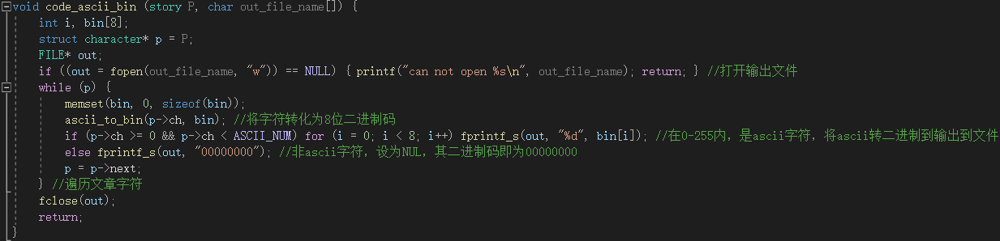 void code_ascii_bin (story P, char out_file_name[]) {
    int i, bin[8];
    struct character* p = P;
    FILE* out;
    if ((out = fopen(out_file_name, "w")) == NULL) { printf("can not open %s\n", out_file_name); return; } //打开输出文件
    while (p) {
        memset(bin, 0, sizeof(bin));
        ascii_to_bin(p->ch, bin); //将字符转化为8位二进制码
        if (p->ch >= 0 && p->ch < ASCII_NUM) for (i = 0; i < 8; i++) fprintf_s(out, "%d", bin[i]); //在0-255内，是ascii字符，将ascii转二进制到输出到文件
        else fprintf_s(out, "00000000"); //非ascii字符，设为NUL，其二进制码即为00000000
        p = p->next;
    } //遍历文章字符
    fclose(out);
    return;
}